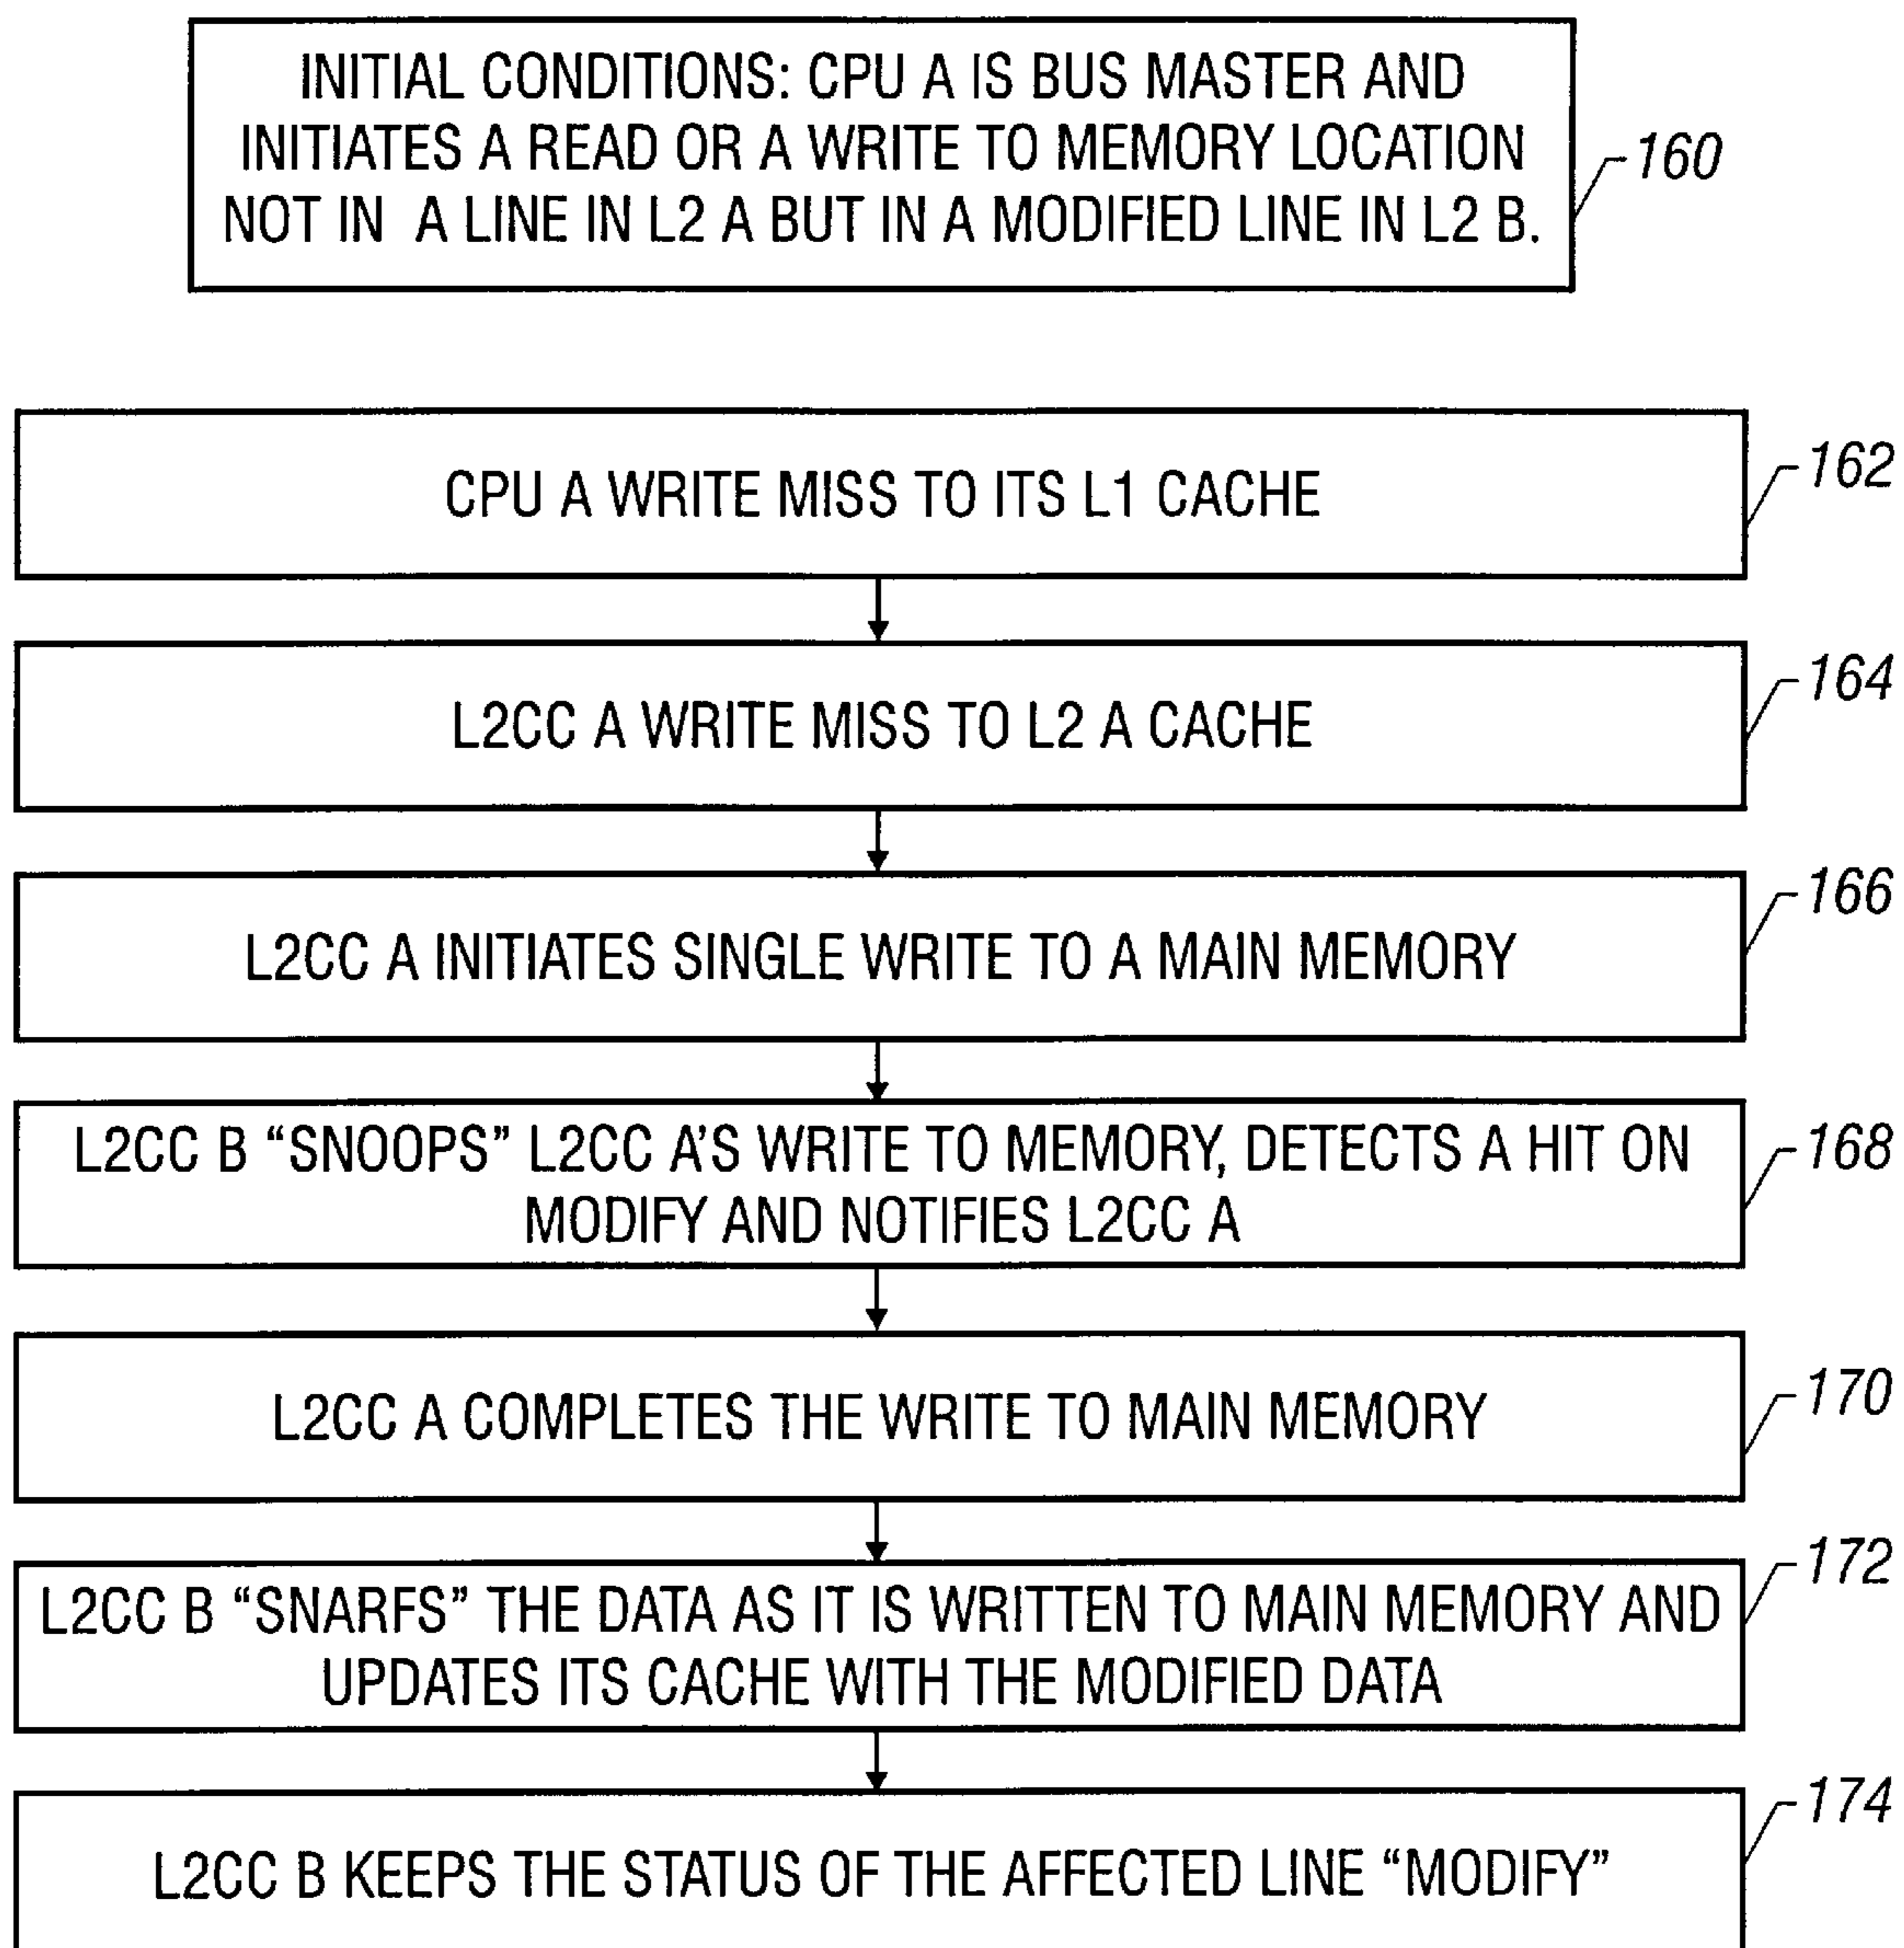 INITIAL CONDITIONS: CPU A IS BUS MASTER AND
INITIATES A READ OR A WRITE TO MEMORY LOCATION
NOT IN A LINE IN L2 A BUT IN A MODIFIED LINE IN L2 B.
160
CPU A WRITE MISS TO ITS L1 CACHE
162
L2CC A WRITE MISS TO L2 A CACHE
164
L2CC A INITIATES SINGLE WRITE TO A MAIN MEMORY
166
L2CC B “SNOOPS” L2CC A’S WRITE TO MEMORY, DETECTS A HIT ON
MODIFY AND NOTIFIES L2CC A
168
L2CC A COMPLETES THE WRITE TO MAIN MEMORY
170
L2CC B “SNARFS” THE DATA AS IT IS WRITTEN TO MAIN MEMORY AND
UPDATES ITS CACHE WITH THE MODIFIED DATA
172
L2CC B KEEPS THE STATUS OF THE AFFECTED LINE “MODIFY”
174